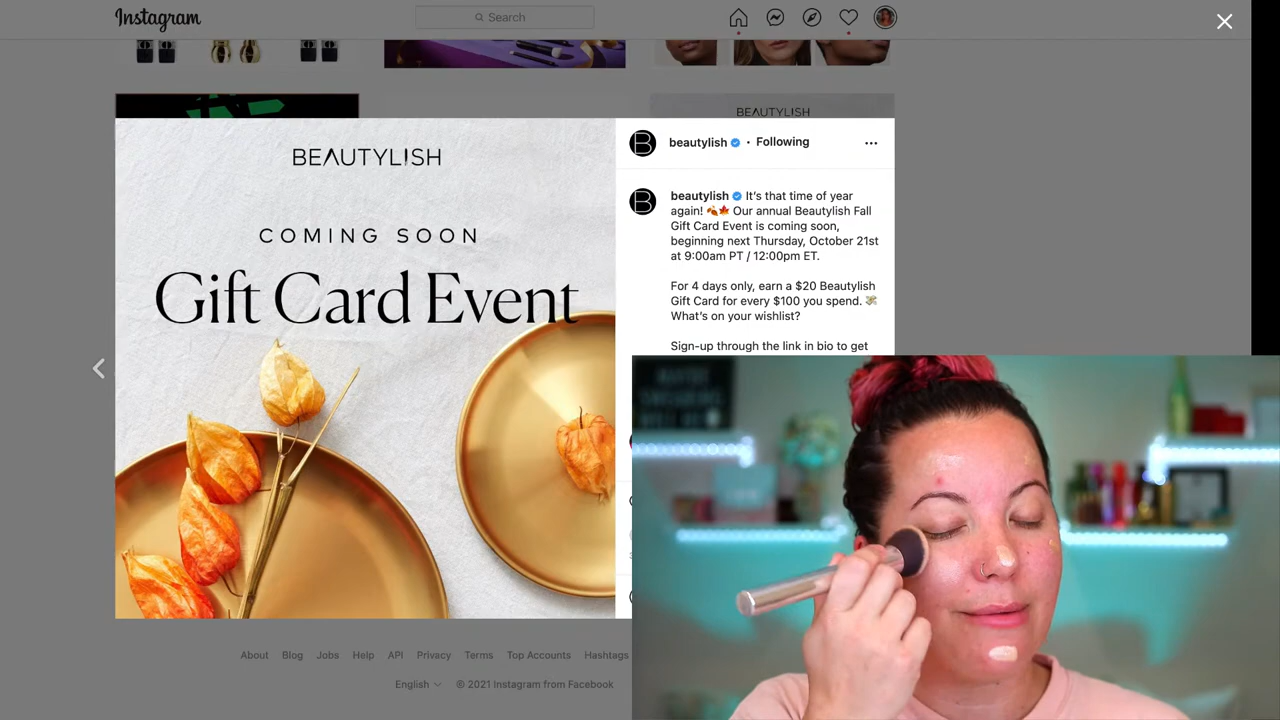 Instagram
Search
BEAUTYLISH
BEAUTYLISH
COMING SOON
Gift Card Event
beautylish • Following
beautylish It's that time of year
again! 🍂🍁 Our annual Beautylish Fall
Gift Card Event is coming soon,
beginning next Thursday, October 21st
at 9:00am PT / 12:00pm ET.
For 4 days only, earn a $20 Beautylish
Gift Card for every $100 you spend. 💸
What's on your wishlist?
Sign-up through the link in bio to get
About Blog Jobs Help API Privacy Terms Top Accounts Hashtags
English © 2021 Instagram from Facebook